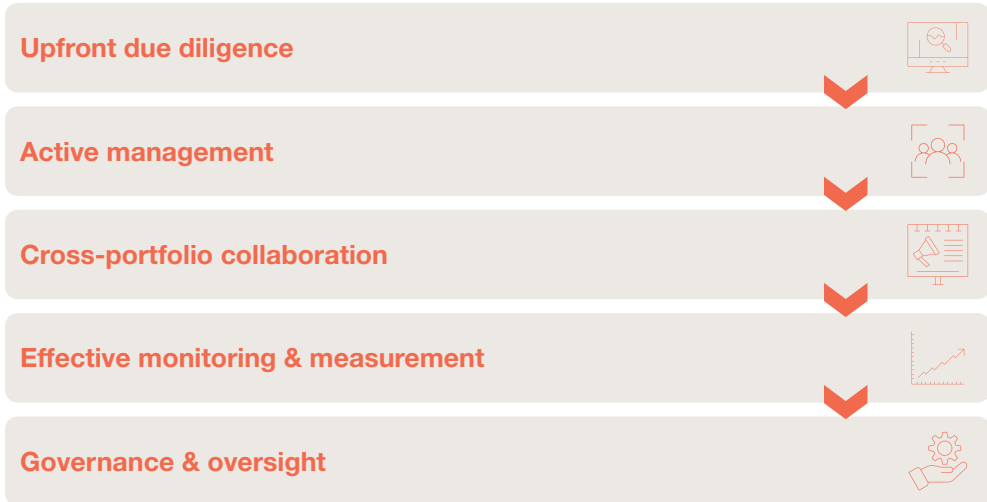 Upfront due diligence
Active management
Cross-portfolio collaboration
Effective monitoring & measurement
Governance & oversight